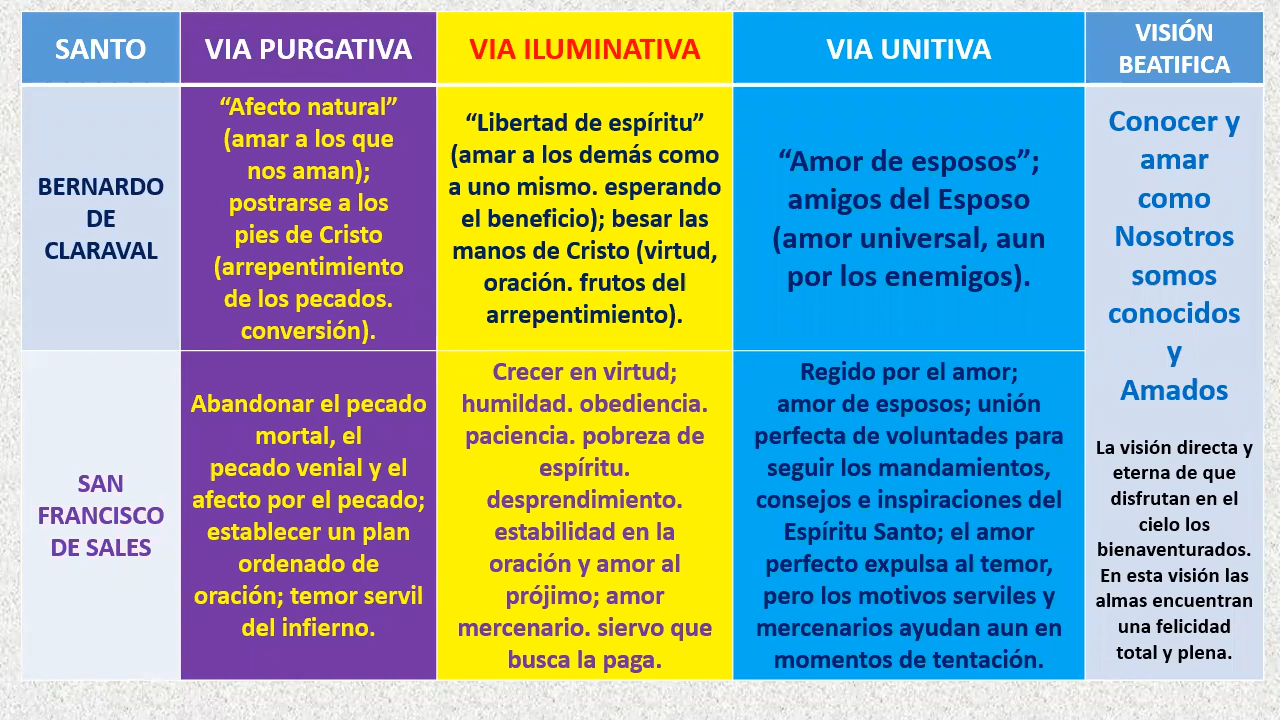 SANTO
VIA PURGATIVA
VIA ILUMINATIVA
VIA UNITIVA
VISIÓN
BEATIFICA
BERNARDO
DE
CLARAVAL
“Afecto natural”
(amar a los que
nos aman);
postrarse a los
pies de Cristo
(arrepentimiento
de los pecados.
conversión).
“Libertad de espíritu”
(amar a los demás como
a uno mismo. esperando
el beneficio); besar las
manos de Cristo (virtud,
oración. frutos del
arrepentimiento).
“Amor de esposos”;
amigos del Esposo
(amor universal, aun
por los enemigos).
Conocer y
amar
como
Nosotros
somos
conocidos
y
Amados
La visión directa y
eterna de que
disfrutan en el
cielo los
bienaventurados.
En esta visión las
almas encuentran
una felicidad
total y plena.
SAN
FRANCISCO
DE SALES
Abandonar el pecado
mortal, el
pecado venial y el
afecto por el pecado;
establecer un plan
ordenado de
oración; temor servil
del infierno.
Crecer en virtud;
humildad. obediencia.
paciencia. pobreza de
espíritu.
desprendimiento.
estabilidad en la
oración y amor al
prójimo; amor
mercenario. siervo que
busca la paga.
Regido por el amor;
amor de esposos; unión
perfecta de voluntades para
seguir los mandamientos,
consejos e inspiraciones del
Espíritu Santo; el amor
perfecto expulsa al temor,
pero los motivos serviles y
mercenarios ayudan aun en
momentos de tentación.